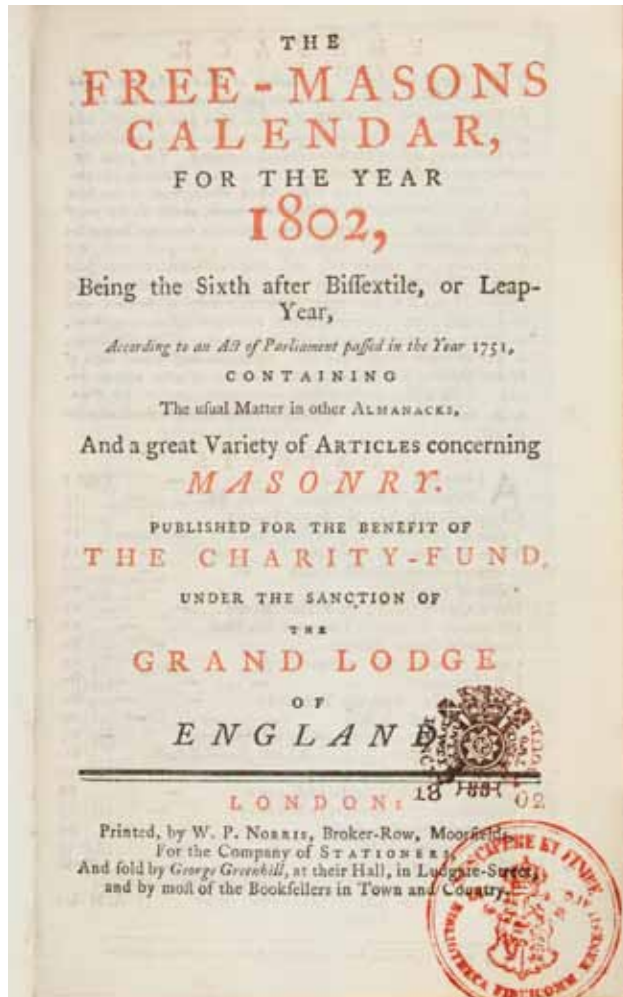 THE
FREE-MASONS
CALENDAR,
FOR THE YEAR
1802,
Being the Sixth after Biſſextile, or Leap-
Year,
According to an Act of Parliament paſſed in the Year 1751,
CONTAINING
The uſual Matter in other ALMANACKS,
And a great Variety of ARTICLES concerning
MASONRY.
PUBLISHED FOR THE BENEFIT OF
THE CHARITY-FUND.
UNDER THE SANCTION OF
THE
GRAND LODGE
OF
ENGLAND
18 02
LONDON:
Printed, by W. P. NORRIS, Broker-Row, Moorfields,
For the Company of STATIONERS,
And ſold by George Greenhill, at their Hall, in Ludgate-Street,
and by moſt of the Bookſellers in Town and Country.